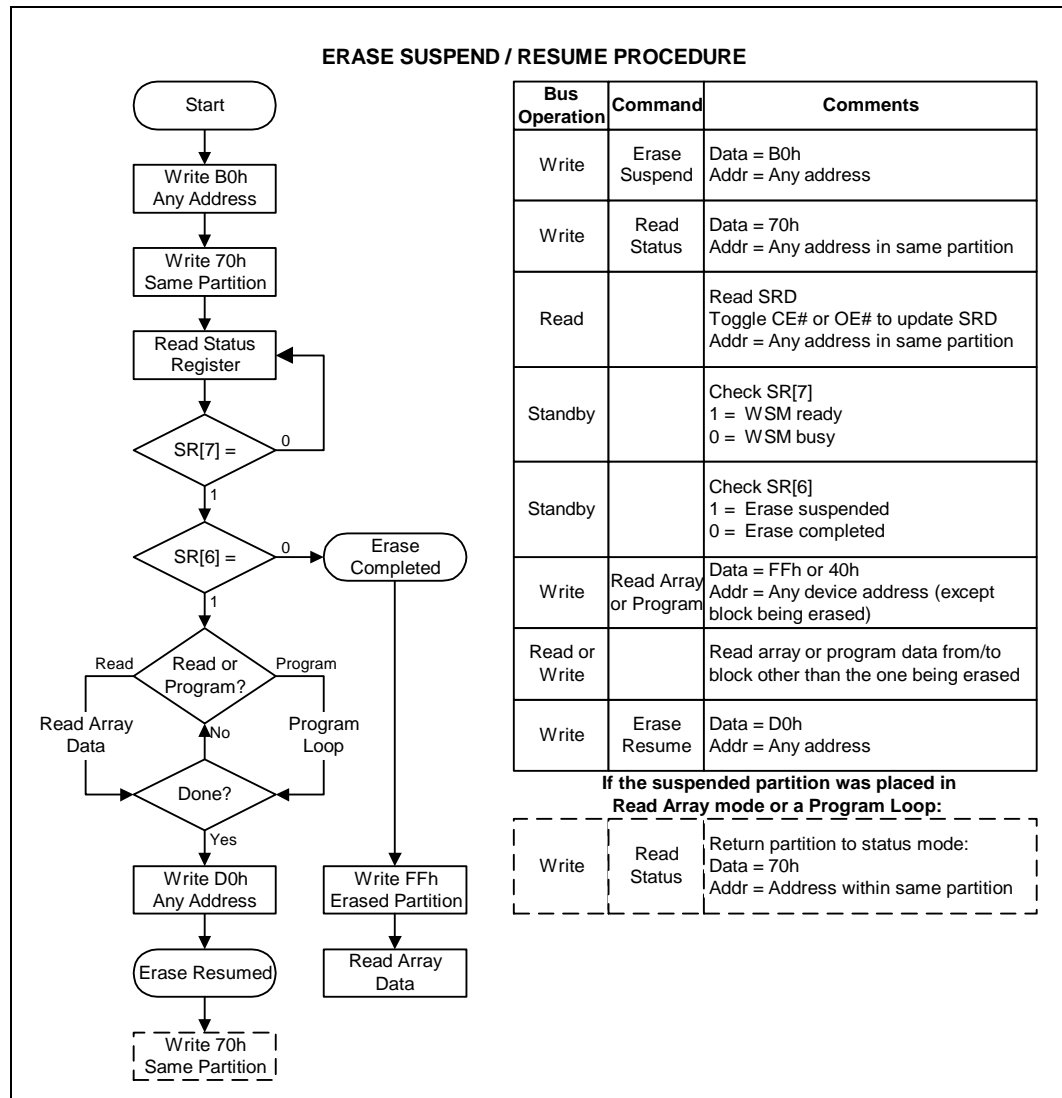 ERASE SUSPEND / RESUME PROCEDURE
Start
Write B0h
Any Address
Write 70h
Same Partition
Read Status
Register
SR[7] =
0
1
SR[6] =
0
Erase
Completed
1
Read
Read or
Program?
Program
Read Array
Data
No
Program
Loop
Done?
Yes
Write D0h
Any Address
Write FFh
Erased Partition
Erase Resumed
Read Array
Data
Write 70h
Same Partition
Bus
Operation
Command
Comments
Write
Erase
Suspend
Data = B0h
Addr = Any address
Write
Read
Status
Data = 70h
Addr = Any address in same partition
Read
Read SRD
Toggle CE# or OE# to update SRD
Addr = Any address in same partition
Standby
Check SR[7]
1 = WSM ready
0 = WSM busy
Standby
Check SR[6]
1 = Erase suspended
0 = Erase completed
Write
Read Array
or Program
Data = FFh or 40h
Addr = Any device address (except
block being erased)
Read or
Write
Read array or program data from/to
block other than the one being erased
Write
Erase
Resume
Data = D0h
Addr = Any address
If the suspended partition was placed in
Read Array mode or a Program Loop:
Write
Read
Status
Return partition to status mode:
Data = 70h
Addr = Address within same partition